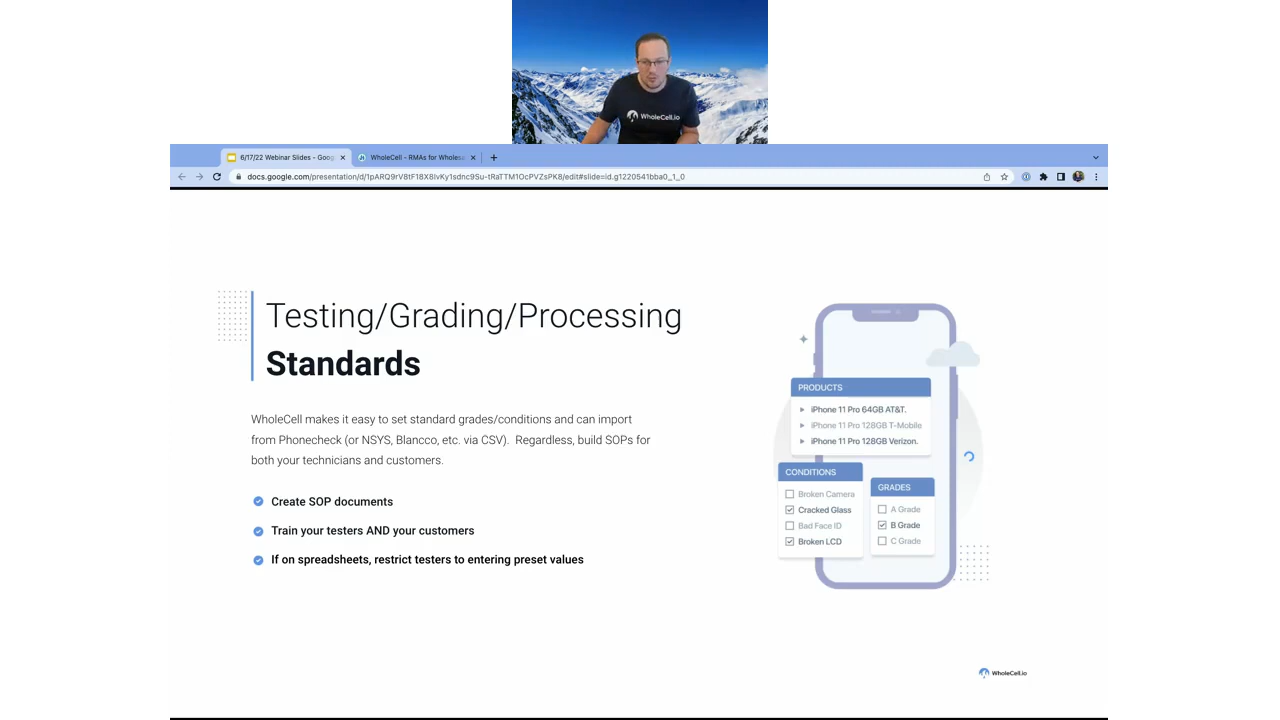 WholeCell.io
6/17/22 Webinar Slides - Goog
WholeCell - RMAs for Wholesa
docs.google.com/presentation/d/1pARQ9rV8tF18X8IvKy1sdnc9Su-tRaTTM1OcPVZsPK8/edit#slide=id.g1220541bba0_1_0
Testing/Grading/Processing
Standards
WholeCell makes it easy to set standard grades/conditions and can import
from Phonecheck (or NSYS, Blancco, etc. via CSV). Regardless, build SOPs for
both your technicians and customers.
Create SOP documents
Train your testers AND your customers
If on spreadsheets, restrict testers to entering preset values
PRODUCTS
iPhone 11 Pro 64GB AT&T.
iPhone 11 Pro 128GB T-Mobile
iPhone 11 Pro 128GB Verizon.
CONDITIONS
Broken Camera
Cracked Glass
Bad Face ID
Broken LCD
GRADES
A Grade
B Grade
C Grade
WholeCell.io